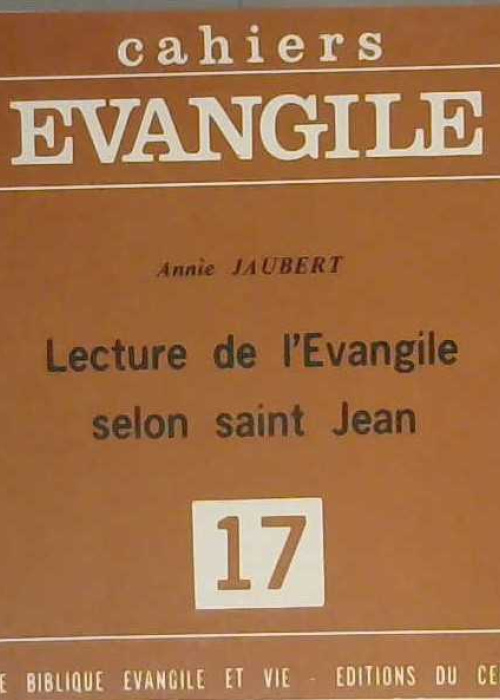 cahiers
EVANGILE
Annie JAUBERT
Lecture de l'Evangile
selon saint Jean
17
BIBLIQUE EVANGILE ET VIE - EDITIONS DU